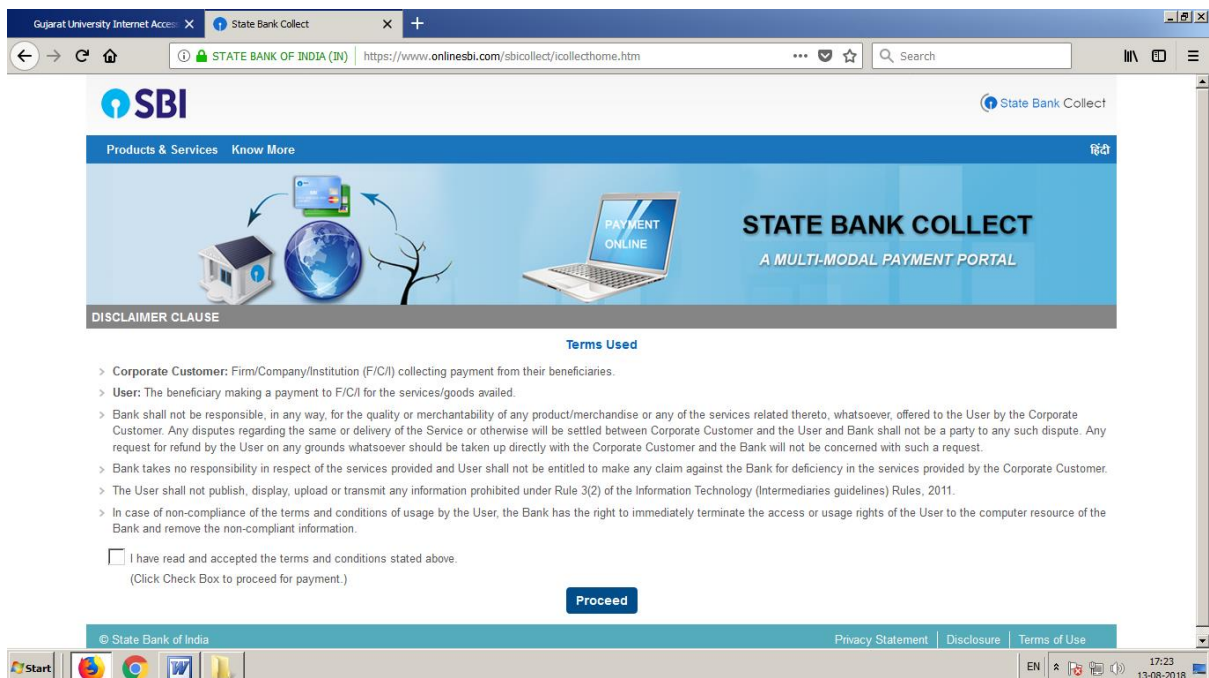 Gujarat University Internet Acces
State Bank Collect
STATE BANK OF INDIA (IN)
https://www.onlinesbi.com/sbicollect/icollecthome.htm
Search
SBI
State Bank Collect
Products & Services Know More
हिंदी
PAYMENT
ONLINE
STATE BANK COLLECT
A MULTI-MODAL PAYMENT PORTAL
DISCLAIMER CLAUSE
Terms Used
Corporate Customer: Firm/Company/Institution (F/C/I) collecting payment from their beneficiaries.
User: The beneficiary making a payment to F/C/I for the services/goods availed.
Bank shall not be responsible, in any way, for the quality or merchantability of any product/merchandise or any of the services related thereto, whatsoever, offered to the User by the Corporate
Customer. Any disputes regarding the same or delivery of the Service or otherwise will be settled between Corporate Customer and the User and Bank shall not be a party to any such dispute. Any
request for refund by the User on any grounds whatsoever should be taken up directly with the Corporate Customer and the Bank will not be concerned with such a request.
Bank takes no responsibility in respect of the services provided and User shall not be entitled to make any claim against the Bank for deficiency in the services provided by the Corporate Customer.
The User shall not publish, display, upload or transmit any information prohibited under Rule 3(2) of the Information Technology (Intermediaries guidelines) Rules, 2011.
In case of non-compliance of the terms and conditions of usage by the User, the Bank has the right to immediately terminate the access or usage rights of the User to the computer resource of the
Bank and remove the non-compliant information.
I have read and accepted the terms and conditions stated above.
(Click Check Box to proceed for payment.)
Proceed
© State Bank of India
Privacy Statement | Disclosure | Terms of Use
Start
EN
17:23
13-08-2018